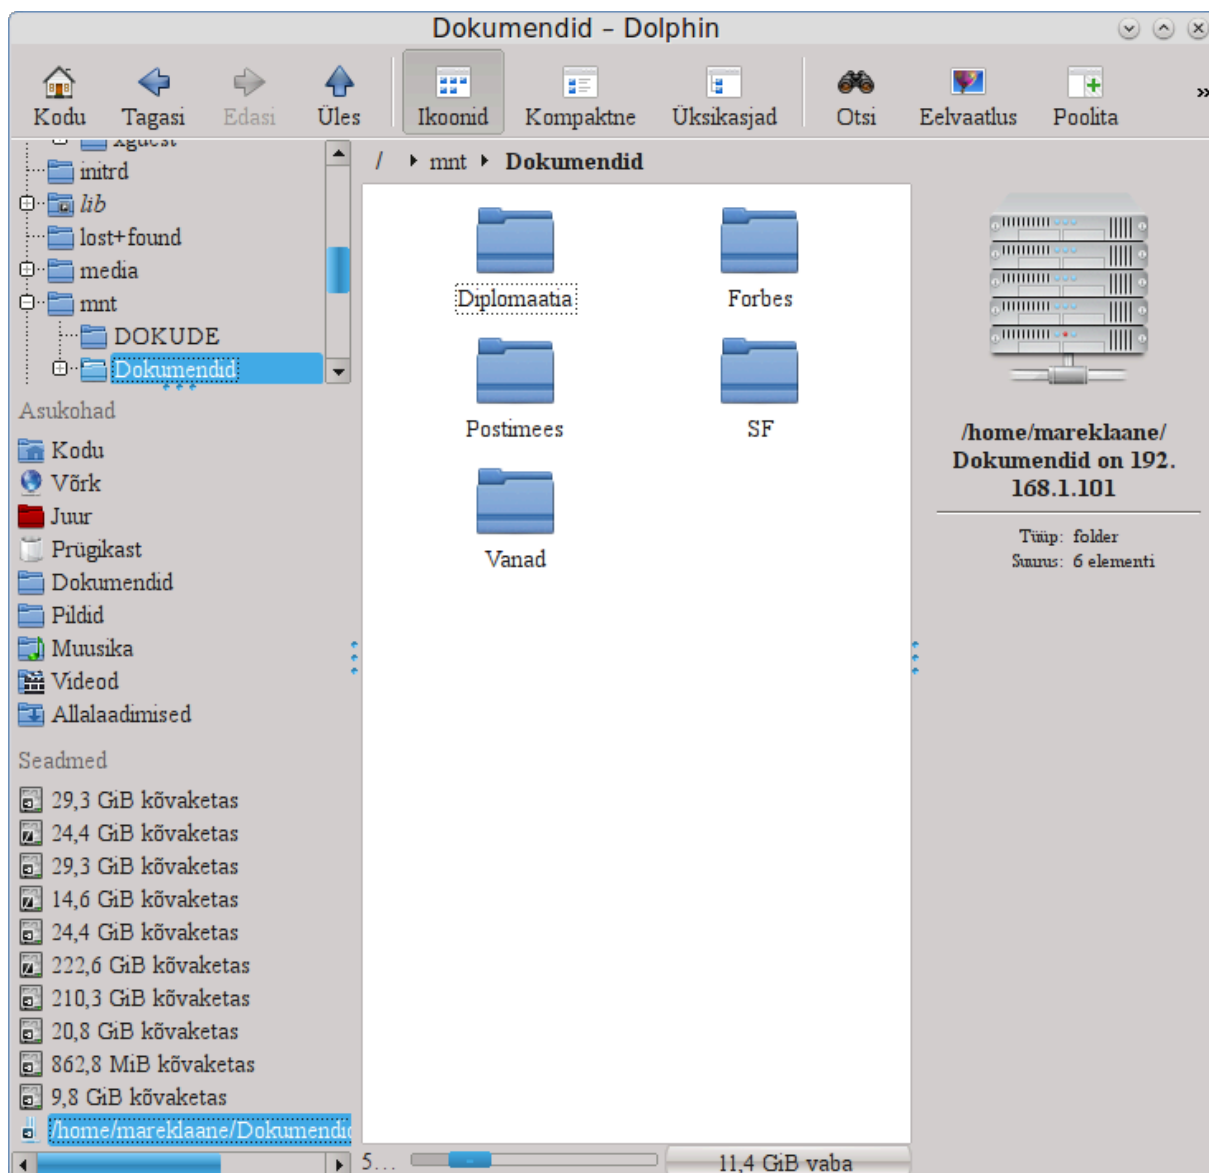 Dokumendid – Dolphin
Kodu Tagasi Edasi Üles Ikoonid Kompaktne Üksikasjad Otsi Eelvaatlus Poolita »
xguest
initrd
lib
lost+found
media
mnt
DOKUDE
Dokumendid
Asukohad
Kodu
Võrk
Juur
Prügikast
Dokumendid
Pildid
Muusika
Videod
Allalaadimised
Seadmed
29,3 GiB kõvaketas
24,4 GiB kõvaketas
29,3 GiB kõvaketas
14,6 GiB kõvaketas
24,4 GiB kõvaketas
222,6 GiB kõvaketas
210,3 GiB kõvaketas
20,8 GiB kõvaketas
862,8 MiB kõvaketas
9,8 GiB kõvaketas
/home/mareklaane/Dokumendid
/ mnt Dokumendid
Diplomaatia Forbes
Postimees SF
Vanad
5... 11,4 GiB vaba
/home/mareklaane/
Dokumendid on 192.
168.1.101
Tüüp: folder
Suurus: 6 elementi